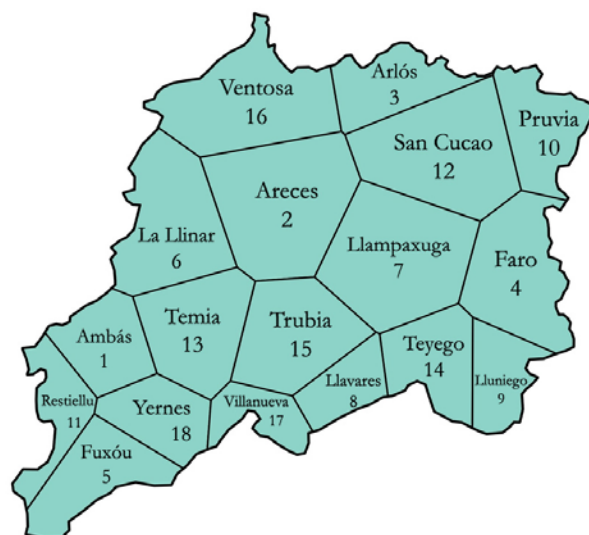 Ventosa
16
Arlós
3
Pruvia
10
San Cucao
12
Areces
2
La Llinar
6
Llampaxuga
7
Faro
4
Ambás
1
Temia
13
Trubia
15
Teyego
14
Lluniego
9
Llavares
8
Restiellu
11
Yernes
18
Villanueva
17
Fuxóu
5